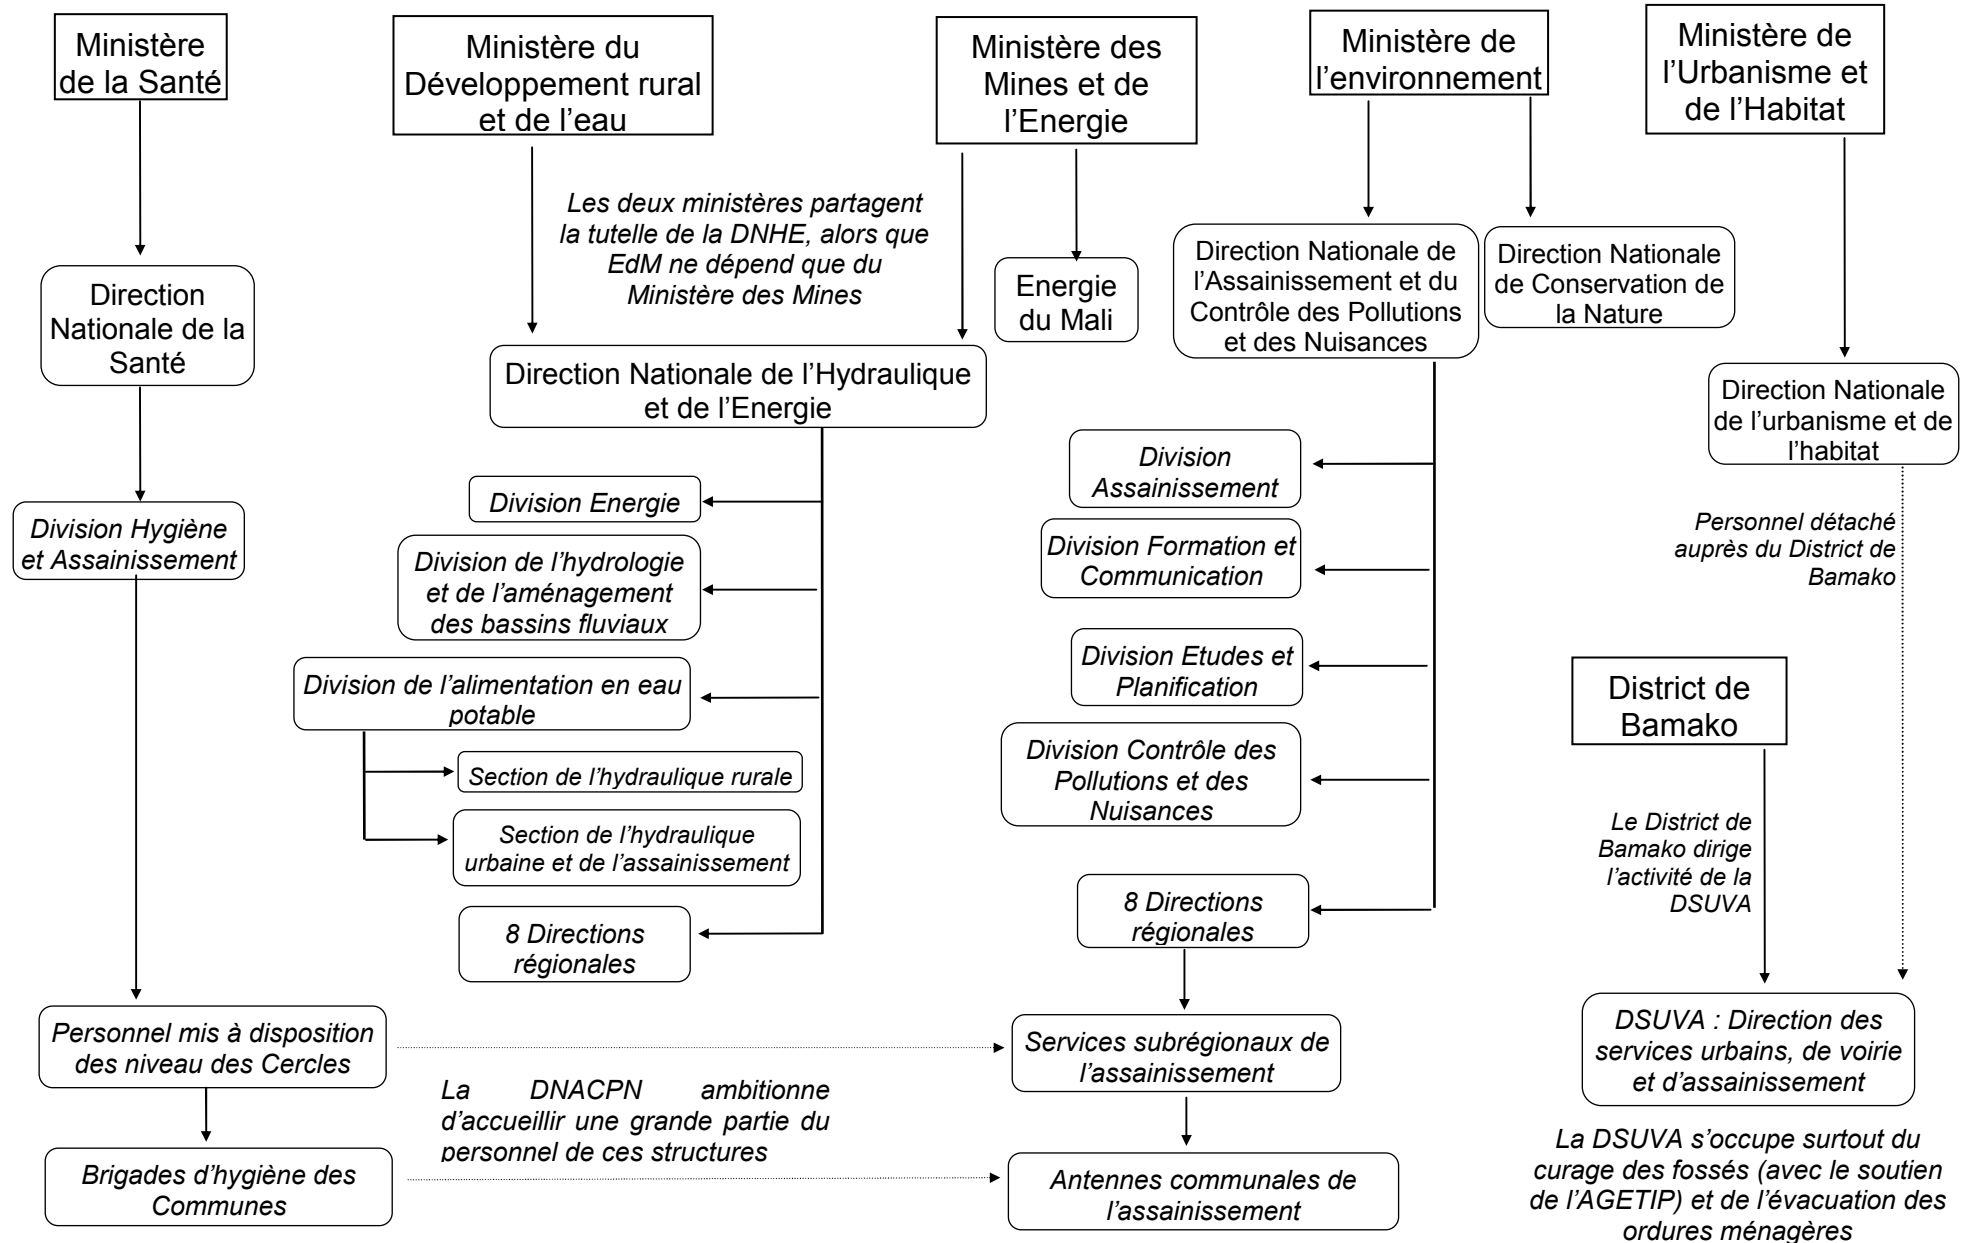 Ministère
de la Santé
Ministère du
Développement rural
et de l’eau
Ministère des
Mines et de
l’Energie
Ministère de
l’environnement
Ministère de
l’Urbanisme et
de l’Habitat
Les deux ministères partagent
la tutelle de la DNHE, alors que
EdM ne dépend que du
Ministère des Mines
Direction
Nationale de la
Santé
Energie
du Mali
Direction Nationale de
l’Assainissement et du
Contrôle des Pollutions
et des Nuisances
Direction Nationale
de Conservation de
la Nature
Direction Nationale de l’Hydraulique
et de l’Energie
Direction Nationale
de l’urbanisme et de
l’habitat
Division Hygiène
et Assainissement
Division Energie
Division de l’hydrologie
et de l’aménagement
des bassins fluviaux
Division de l’alimentation en eau
potable
Section de l’hydraulique rurale
Section de l’hydraulique
urbaine et de l’assainissement
8 Directions
régionales
Division
Assainissement
Division Formation et
Communication
Division Etudes et
Planification
Division Contrôle des
Pollutions et des
Nuisances
8 Directions
régionales
Personnel détaché
auprès du District de
Bamako
District de
Bamako
Le District de
Bamako dirige
l’activité de la
DSUVA
Personnel mis à disposition
des niveau des Cercles
Services subrégionaux de
l’assainissement
DSUVA : Direction des
services urbains, de voirie
et d’assainissement
La DNACPN ambitionne
d’accueillir une grande partie du
personnel de ces structures
Brigades d’hygiène des
Communes
Antennes communales de
l’assainissement
La DSUVA s’occupe surtout du
curage des fossés (avec le soutien
de l’AGETIP) et de l’évacuation des
ordures ménagères